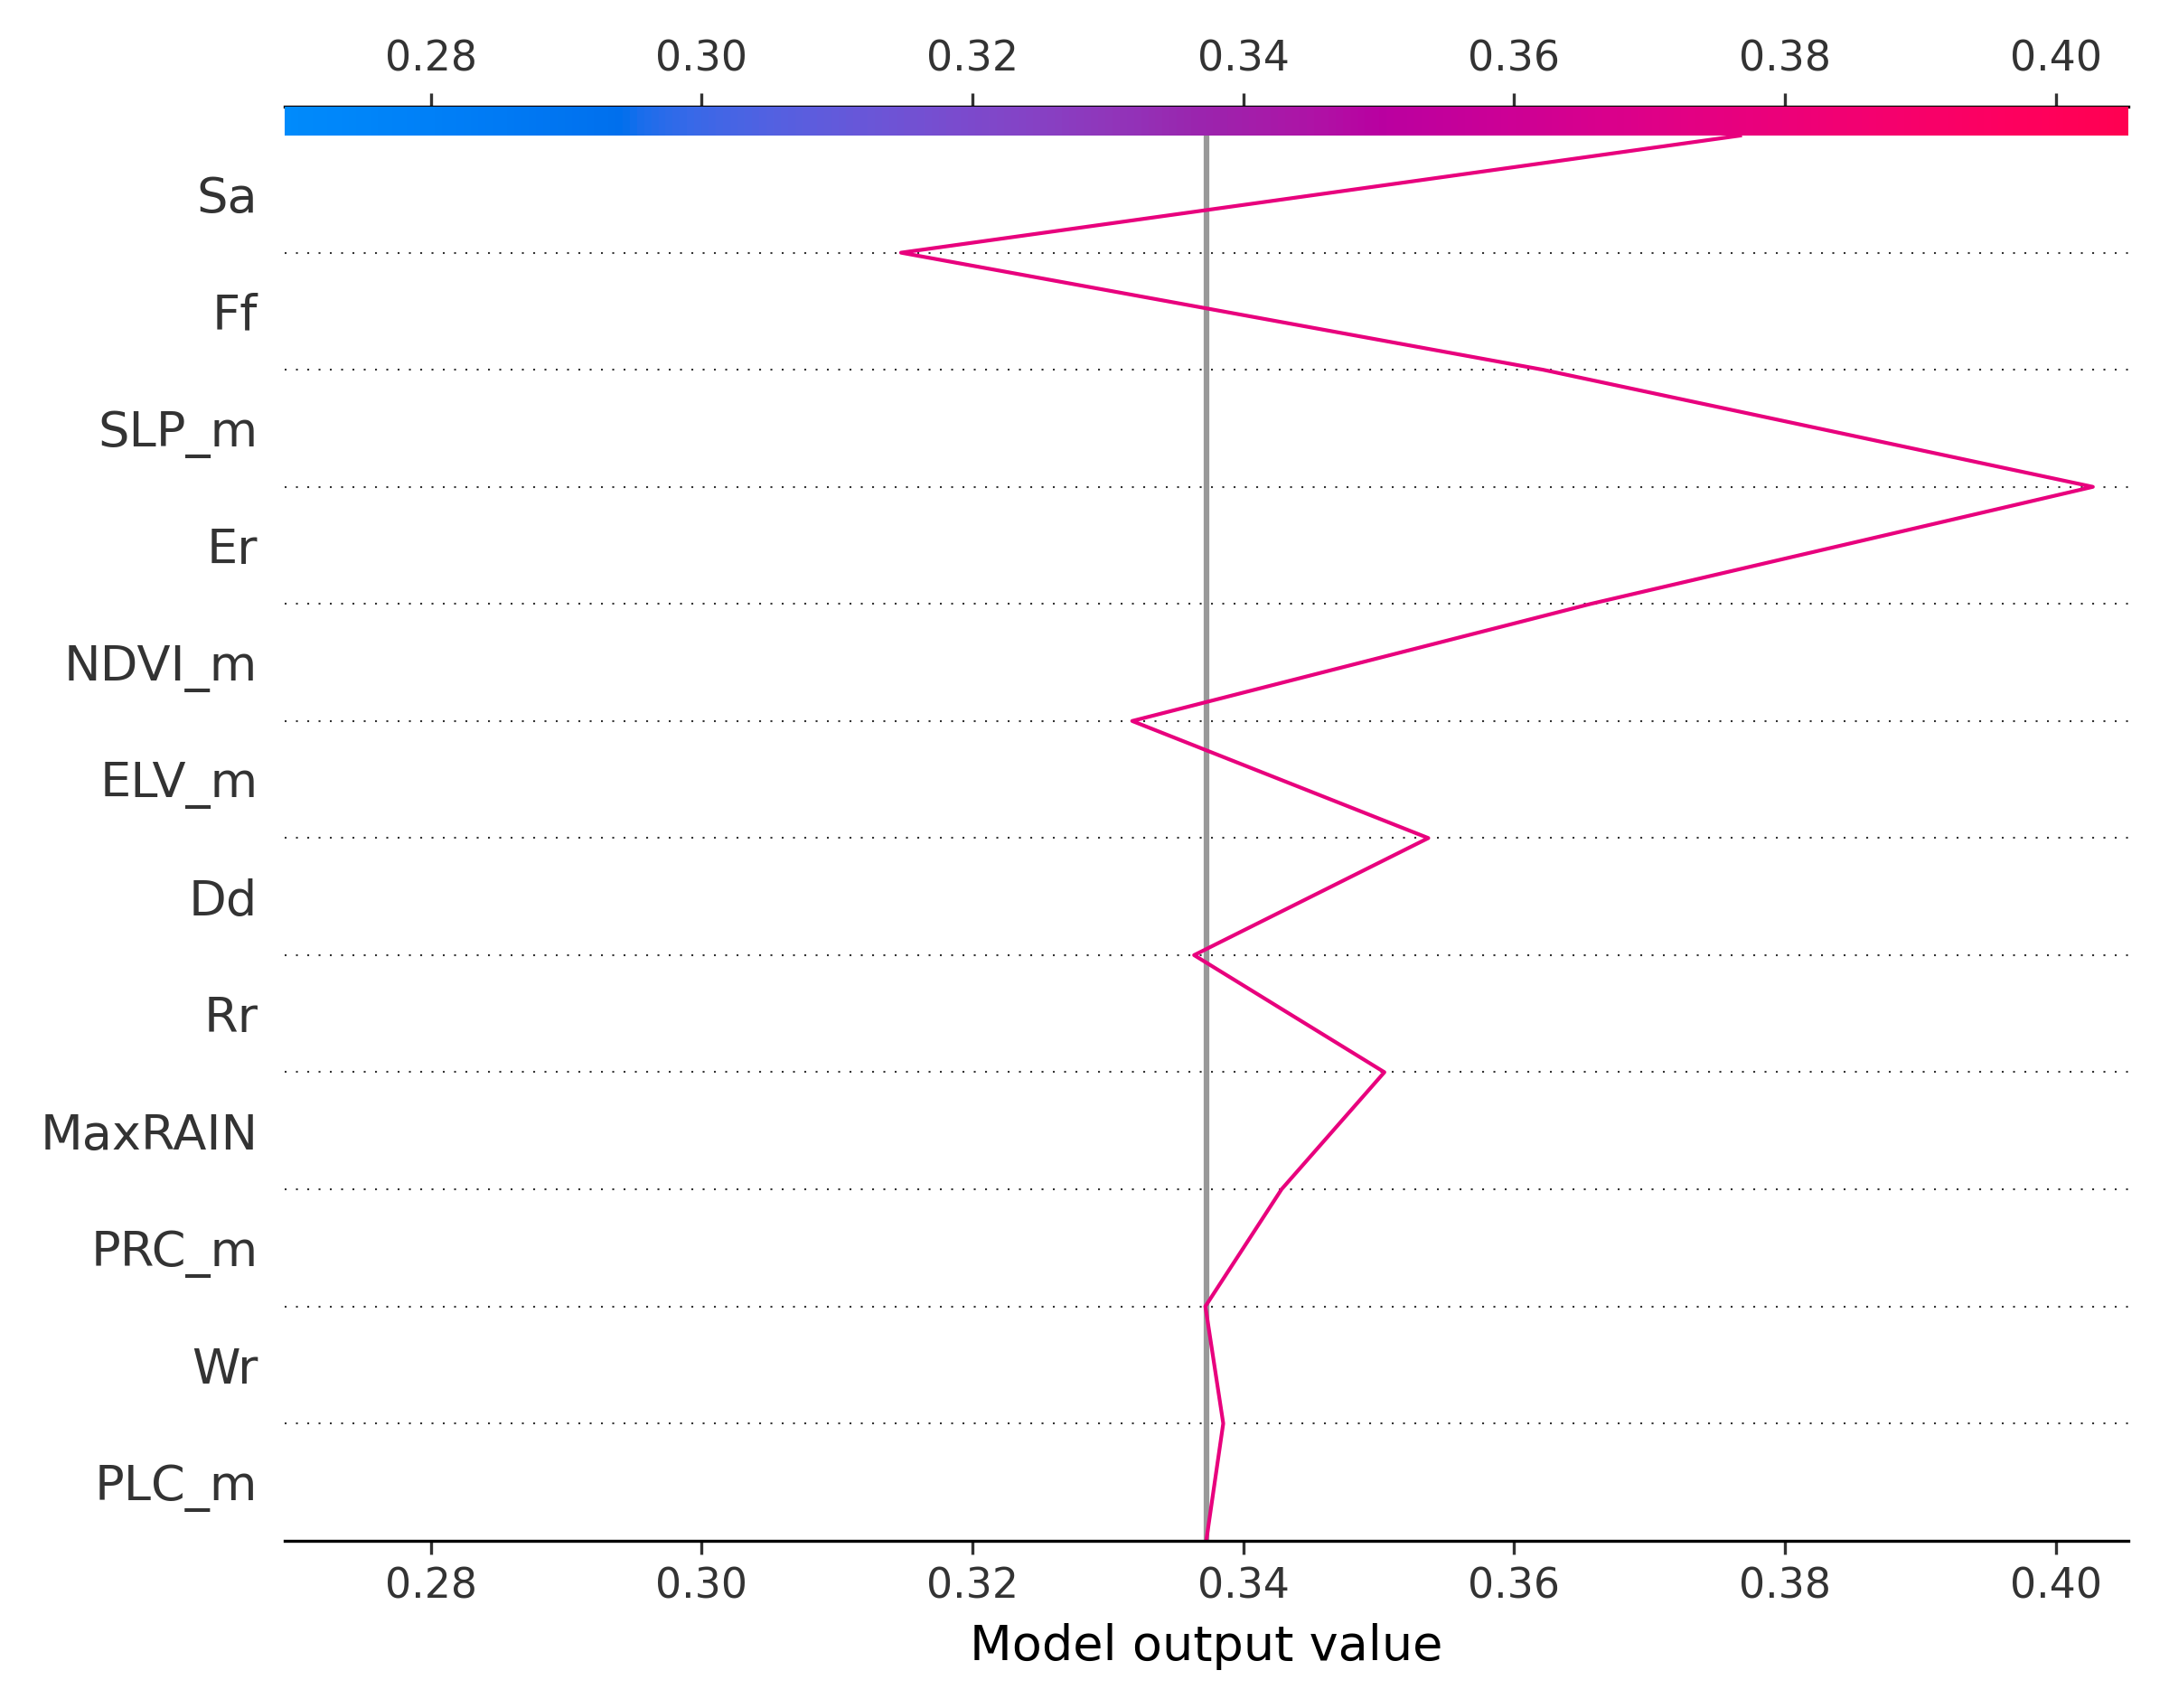 0.28 0.30 0.32 0.34 0.36 0.38 0.40
Sa
Ff
SLP_m
Er
NDVI_m
ELV_m
Dd
Rr
MaxRAIN
PRC_m
Wr
PLC_m
0.28 0.30 0.32 0.34 0.36 0.38 0.40
Model output value